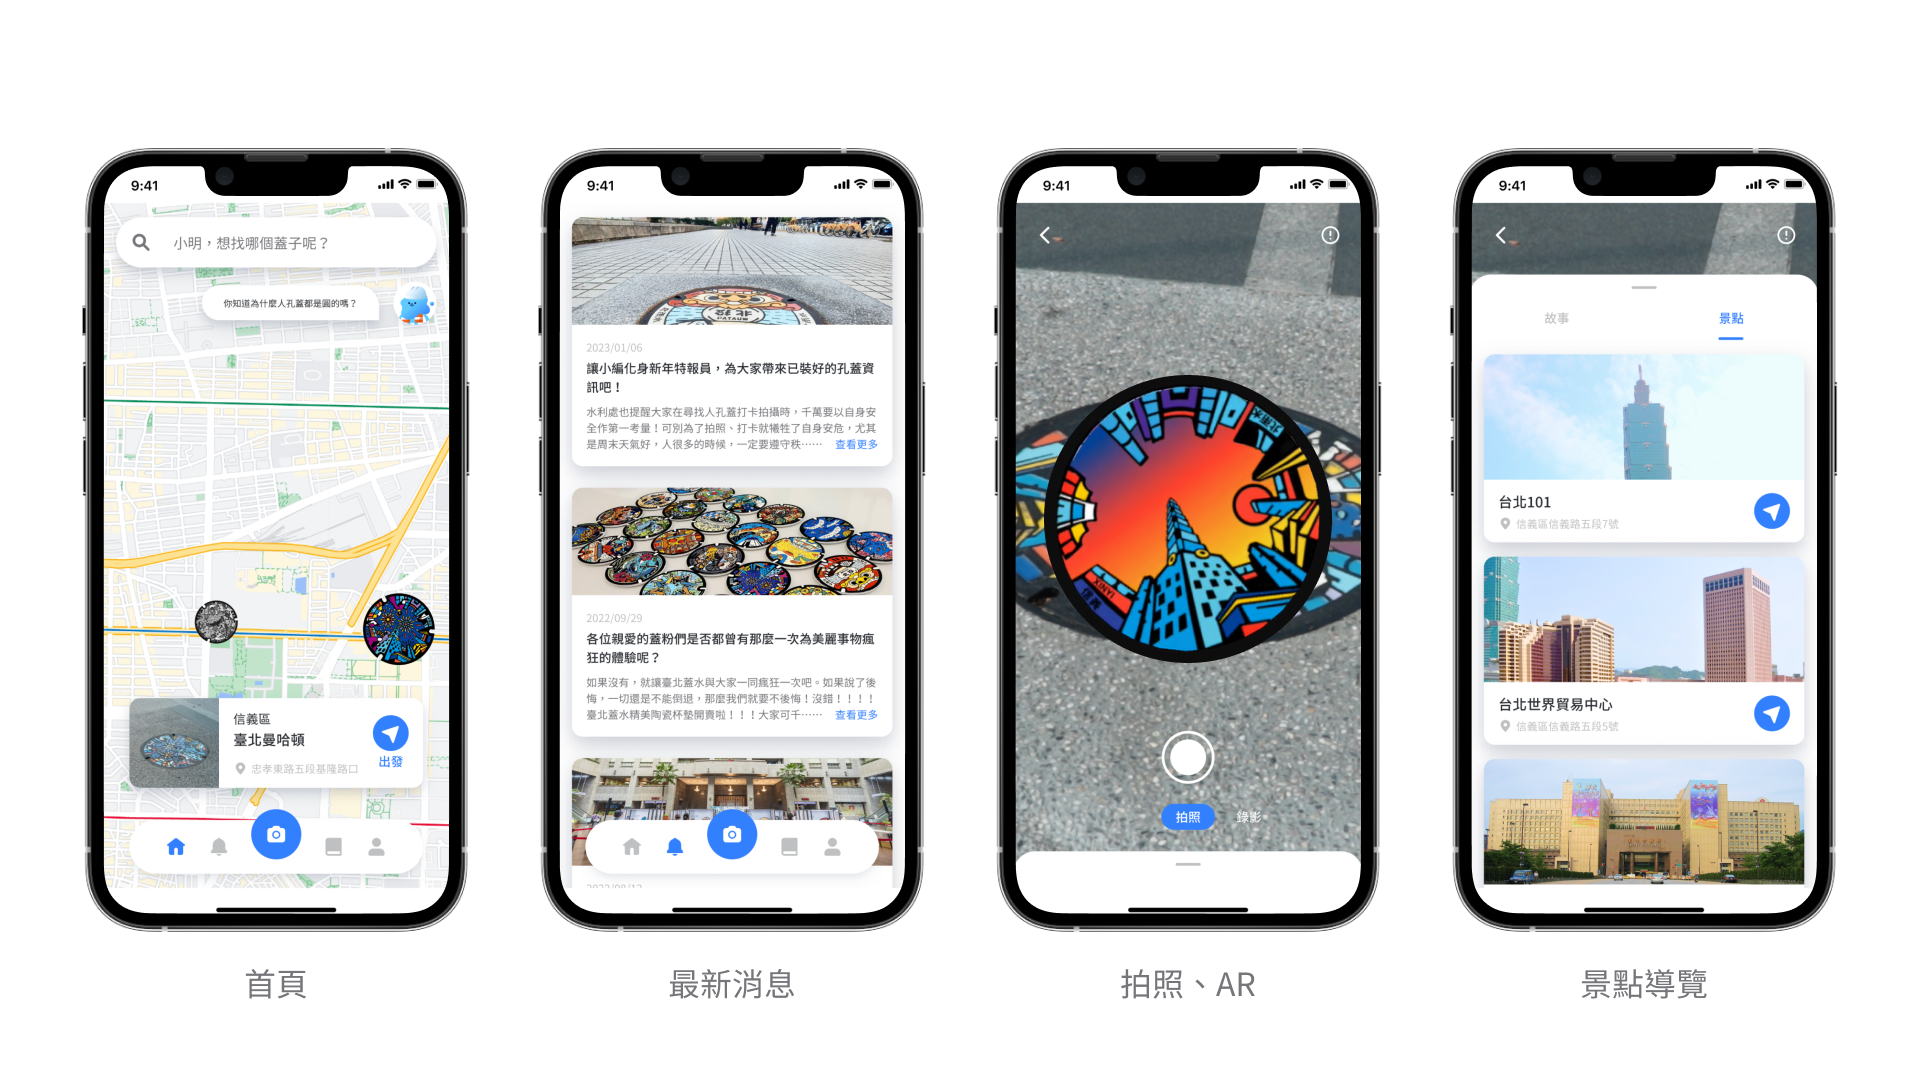 9:41
小明，想找哪個蓋子呢？
你知道為什麼人孔蓋都是圓的嗎？
信義區
臺北曼哈頓
忠孝東路五段基隆路口
出發
首頁
9:41
北投
PATAUW
2023/01/06
讓小編化身新年特報員，為大家帶來已裝好的孔蓋資
訊吧！
水利處也提醒大家在尋找人孔蓋打卡拍攝時，千萬要以自身安
全作第一考量！可別為了拍照、打卡就犧牲了自身安危，尤其
是周末天氣好，人很多的時候，一定要遵守秩⋯⋯ 查看更多
2022/09/29
各位親愛的蓋粉們是否都曾有那麼一次為美麗事物瘋
狂的體驗呢？
如果沒有，就讓臺北蓋水與大家一同瘋狂一次吧。如果說了後
悔，一切還是不能倒退，那麼我們就要不後悔！沒錯！！！！
臺北蓋水精美陶瓷杯墊開賣啦！！！大家可千⋯⋯ 查看更多
最新消息
9:41
拍照
錄影
拍照、AR
9:41
故事
景點
台北101
信義區信義路五段7號
台北世界貿易中心
信義區信義路五段5號
景點導覽